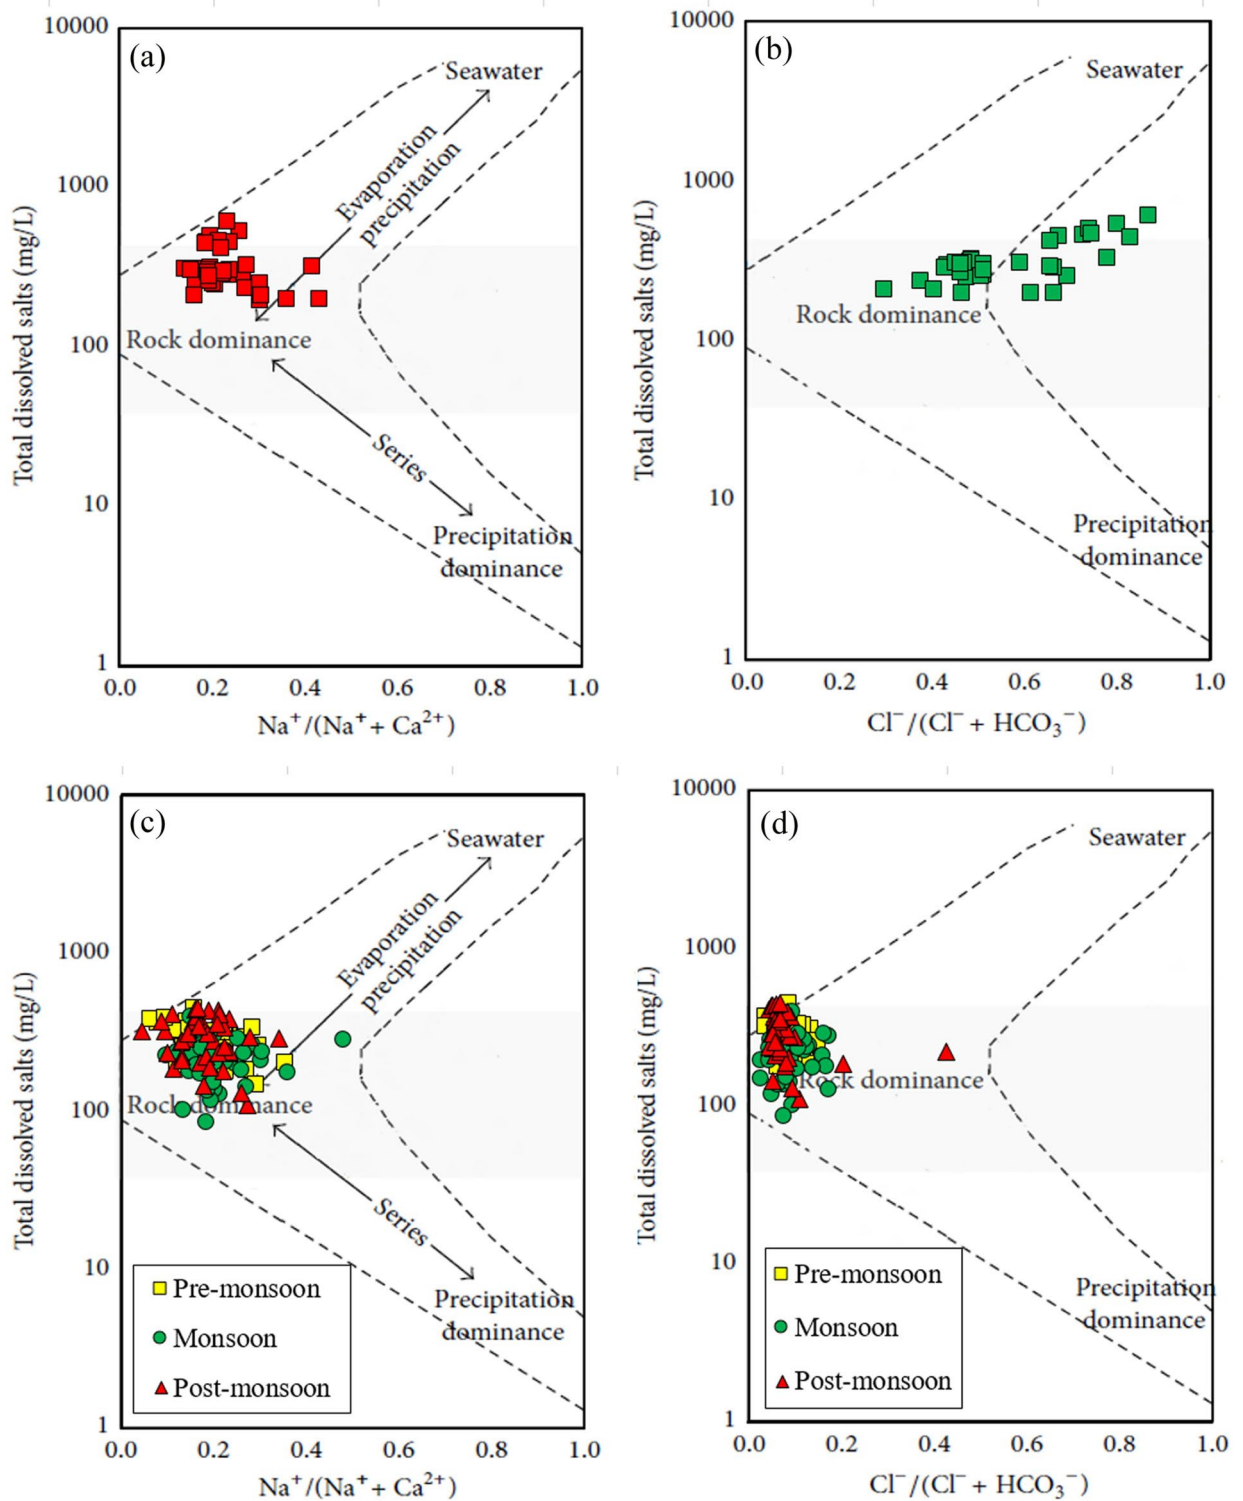 (a)
10000
1000
100
10
1
Total dissolved salts (mg/L)
Seawater
Evaporation
precipitation
Rock dominance
Series
Precipitation
dominance
0.0 0.2 0.4 0.6 0.8 1.0
Na⁺/(Na⁺ + Ca²⁺)
(b)
10000
1000
100
10
1
Total dissolved salts (mg/L)
Seawater
Rock dominance
Precipitation
dominance
0.0 0.2 0.4 0.6 0.8 1.0
Cl⁻/(Cl⁻ + HCO₃⁻)
(c)
10000
1000
100
10
1
Total dissolved salts (mg/L)
Seawater
Evaporation
precipitation
Rock dominance
Series
Precipitation
dominance
Pre-monsoon
Monsoon
Post-monsoon
0.0 0.2 0.4 0.6 0.8 1.0
Na⁺/(Na⁺ + Ca²⁺)
(d)
10000
1000
100
10
1
Total dissolved salts (mg/L)
Seawater
Rock dominance
Precipitation
dominance
Pre-monsoon
Monsoon
Post-monsoon
0.0 0.2 0.4 0.6 0.8 1.0
Cl⁻/(Cl⁻ + HCO₃⁻)